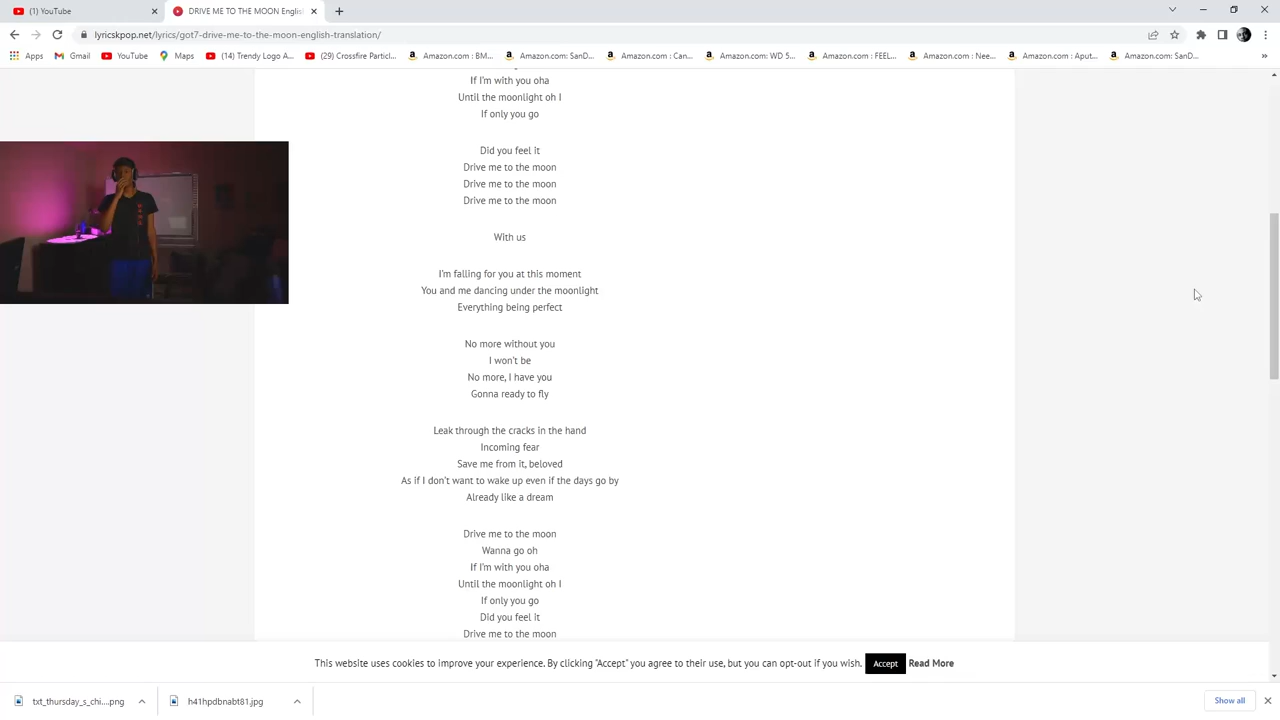 (1) YouTube
DRIVE ME TO THE MOON Englis
lyricskpop.net/lyrics/got7-drive-me-to-the-moon-english-translation/
Apps
Gmail
YouTube
Maps
(14) Trendy Logo A...
(29) Crossfire Particl...
Amazon.com : BM...
Amazon.com: SanD...
Amazon.com : Can...
Amazon.com: WD 5...
Amazon.com : FEEL...
Amazon.com : Nee...
Amazon.com : Aput...
Amazon.com: SanD...
»
If I'm with you oha
Until the moonlight oh I
If only you go
Did you feel it
Drive me to the moon
Drive me to the moon
Drive me to the moon
With us
I'm falling for you at this moment
You and me dancing under the moonlight
Everything being perfect
No more without you
I won't be
No more, I have you
Gonna ready to fly
Leak through the cracks in the hand
Incoming fear
Save me from it, beloved
As if I don't want to wake up even if the days go by
Already like a dream
Drive me to the moon
Wanna go oh
If I'm with you oha
Until the moonlight oh I
If only you go
Did you feel it
Drive me to the moon
This website uses cookies to improve your experience. By clicking "Accept" you agree to their use, but you can opt-out if you wish. Accept Read More
txt_thursday_s_chi....png
h41hpdbnabt81.jpg
Show all